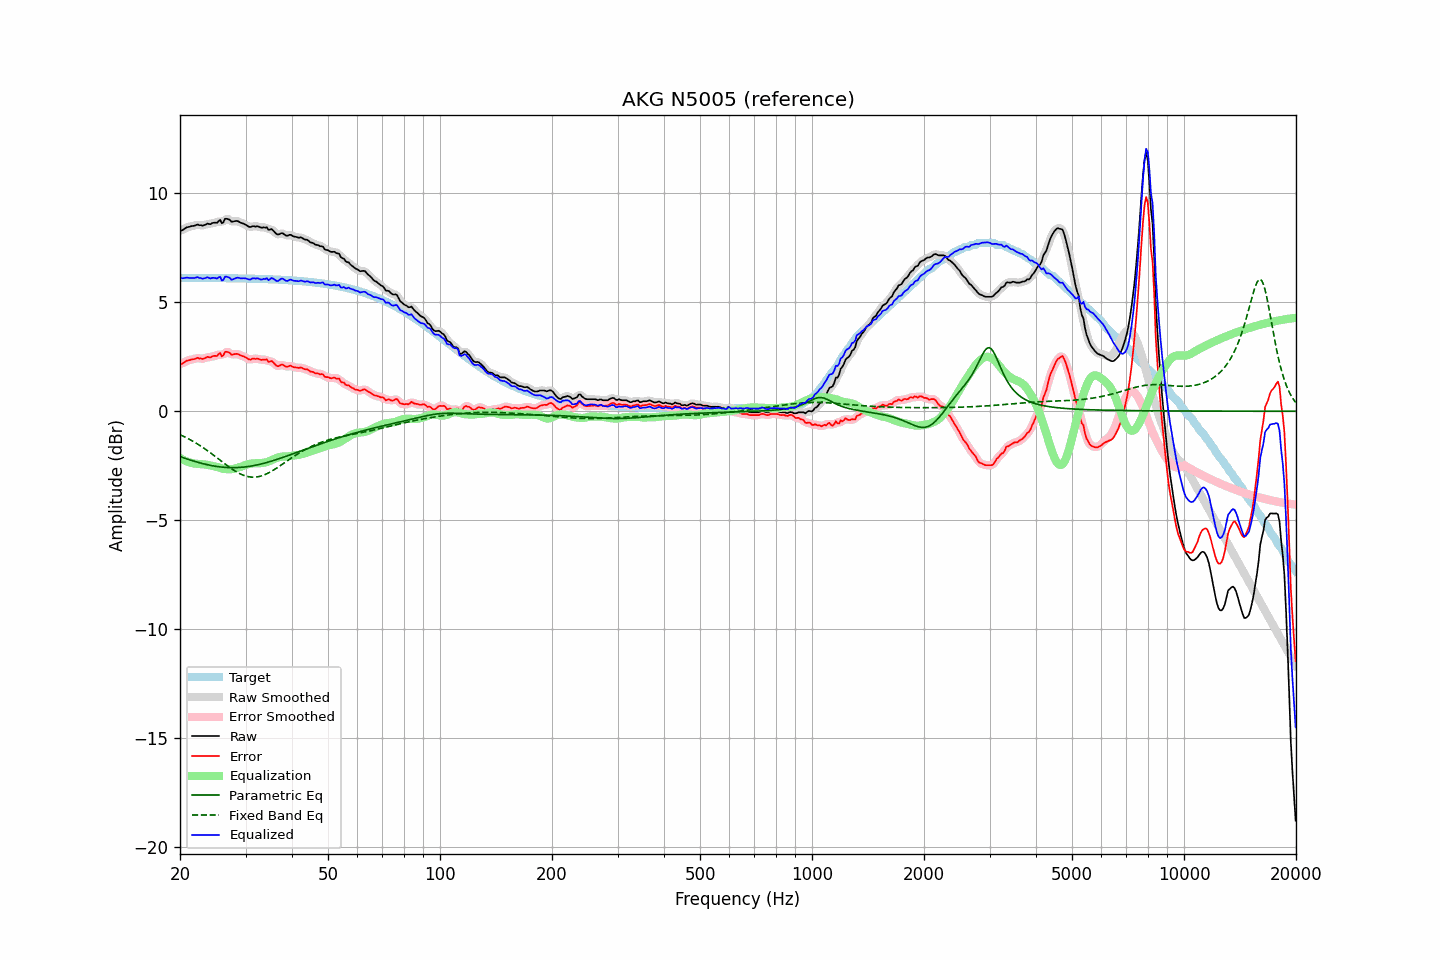 AKG N5005 (reference)
Amplitude (dBr)
10
5
0
−5
−10
−15
−20
Target
Raw Smoothed
Error Smoothed
Raw
Error
Equalization
Parametric Eq
Fixed Band Eq
Equalized
20 50 100 200 500 1000 2000 5000 10000 20000
Frequency (Hz)